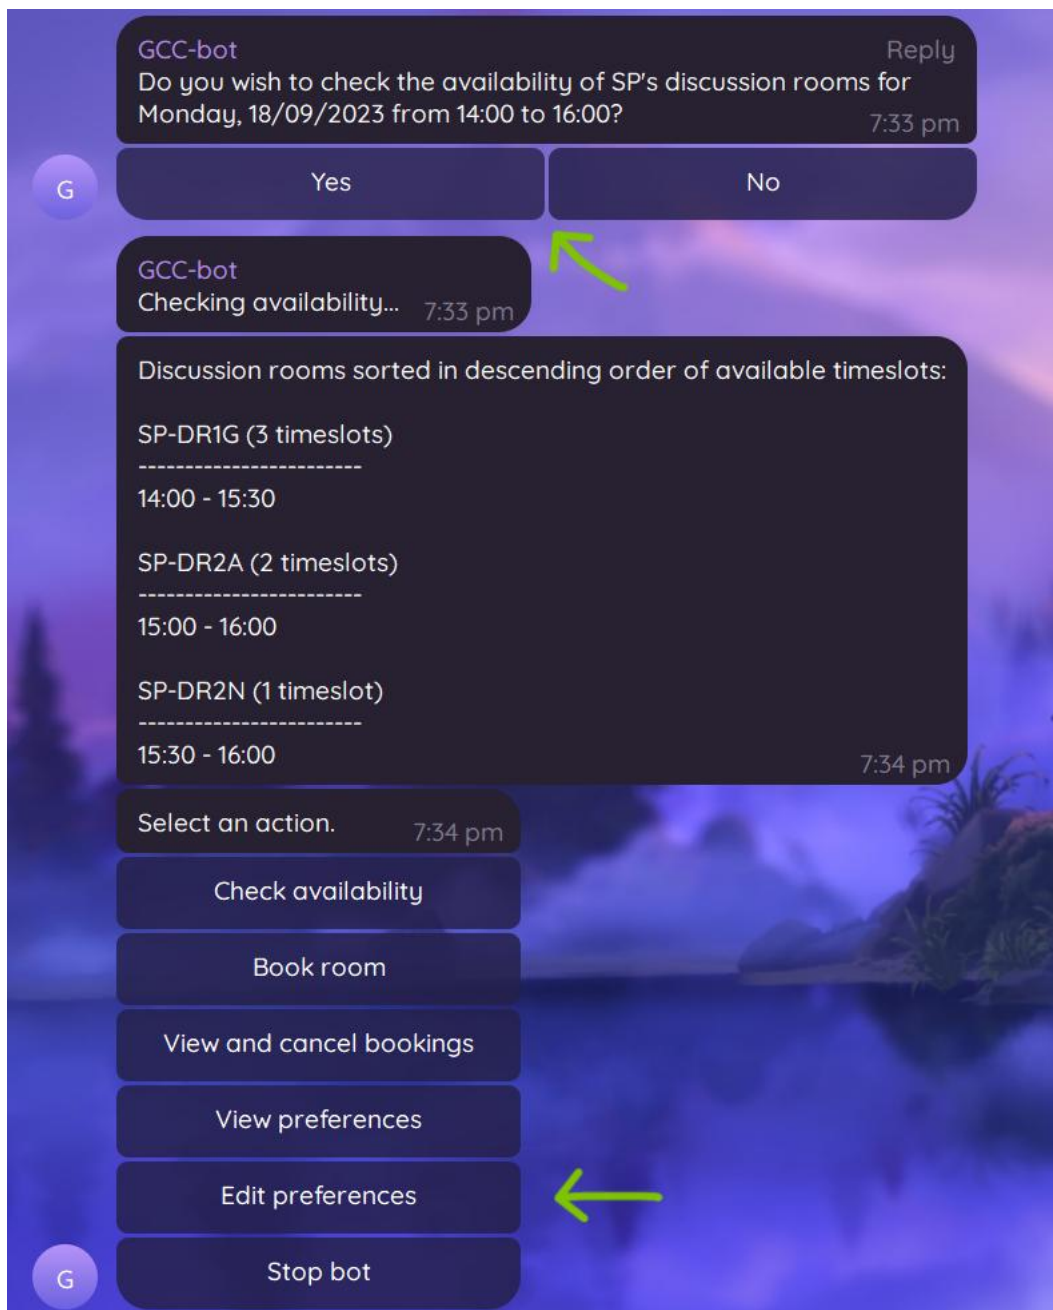 GCC-bot Reply
Do you wish to check the availability of SP's discussion rooms for
Monday, 18/09/2023 from 14:00 to 16:00?
7:33 pm
G
Yes No
GCC-bot
Checking availability... 7:33 pm
Discussion rooms sorted in descending order of available timeslots:
SP-DR1G (3 timeslots)
------------------------
14:00 - 15:30
SP-DR2A (2 timeslots)
------------------------
15:00 - 16:00
SP-DR2N (1 timeslot)
------------------------
15:30 - 16:00
7:34 pm
Select an action. 7:34 pm
Check availability
Book room
View and cancel bookings
View preferences
Edit preferences
G
Stop bot